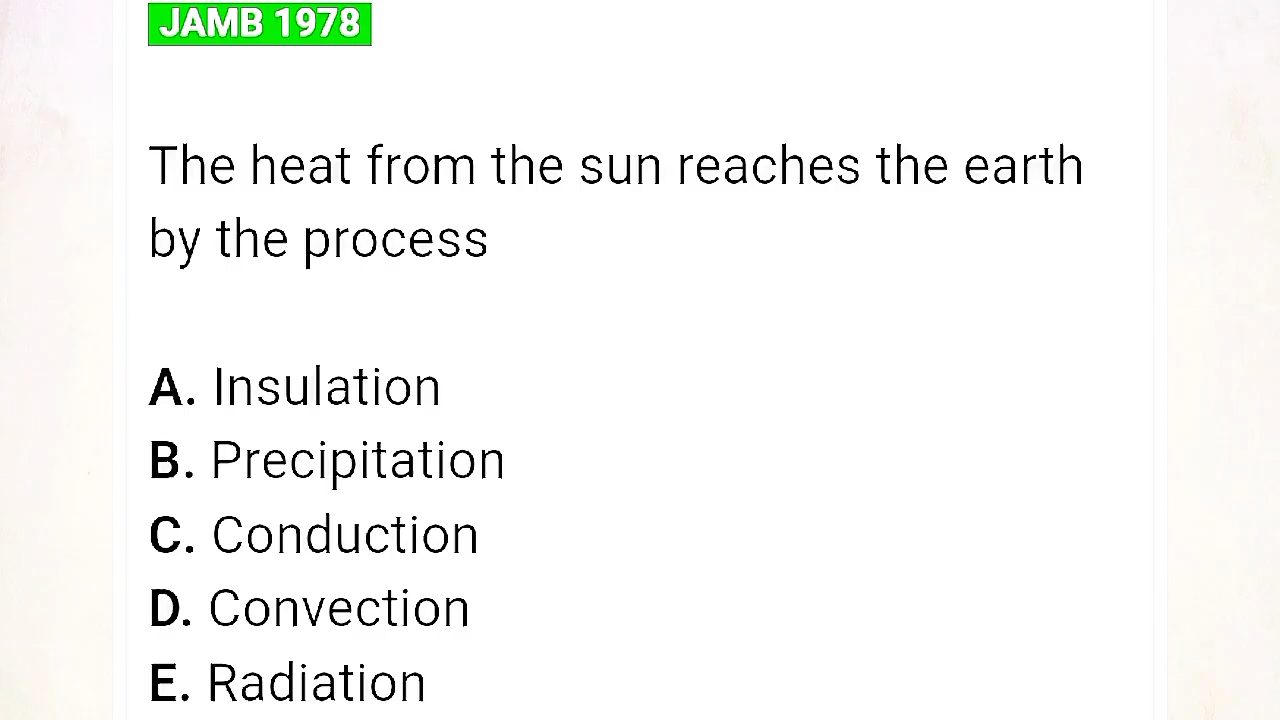 JAMB 1978
The heat from the sun reaches the earth
by the process
A. Insulation
B. Precipitation
C. Conduction
D. Convection
E. Radiation